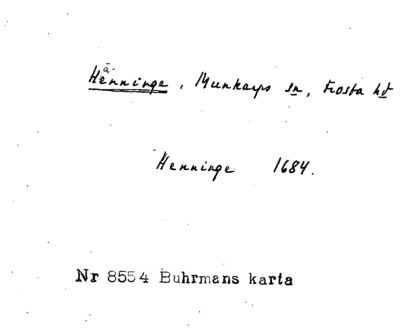 Hänninge, Munkarps sn, Frosta hd
Henninge 1684.
Nr 8554 Buhrmans karta